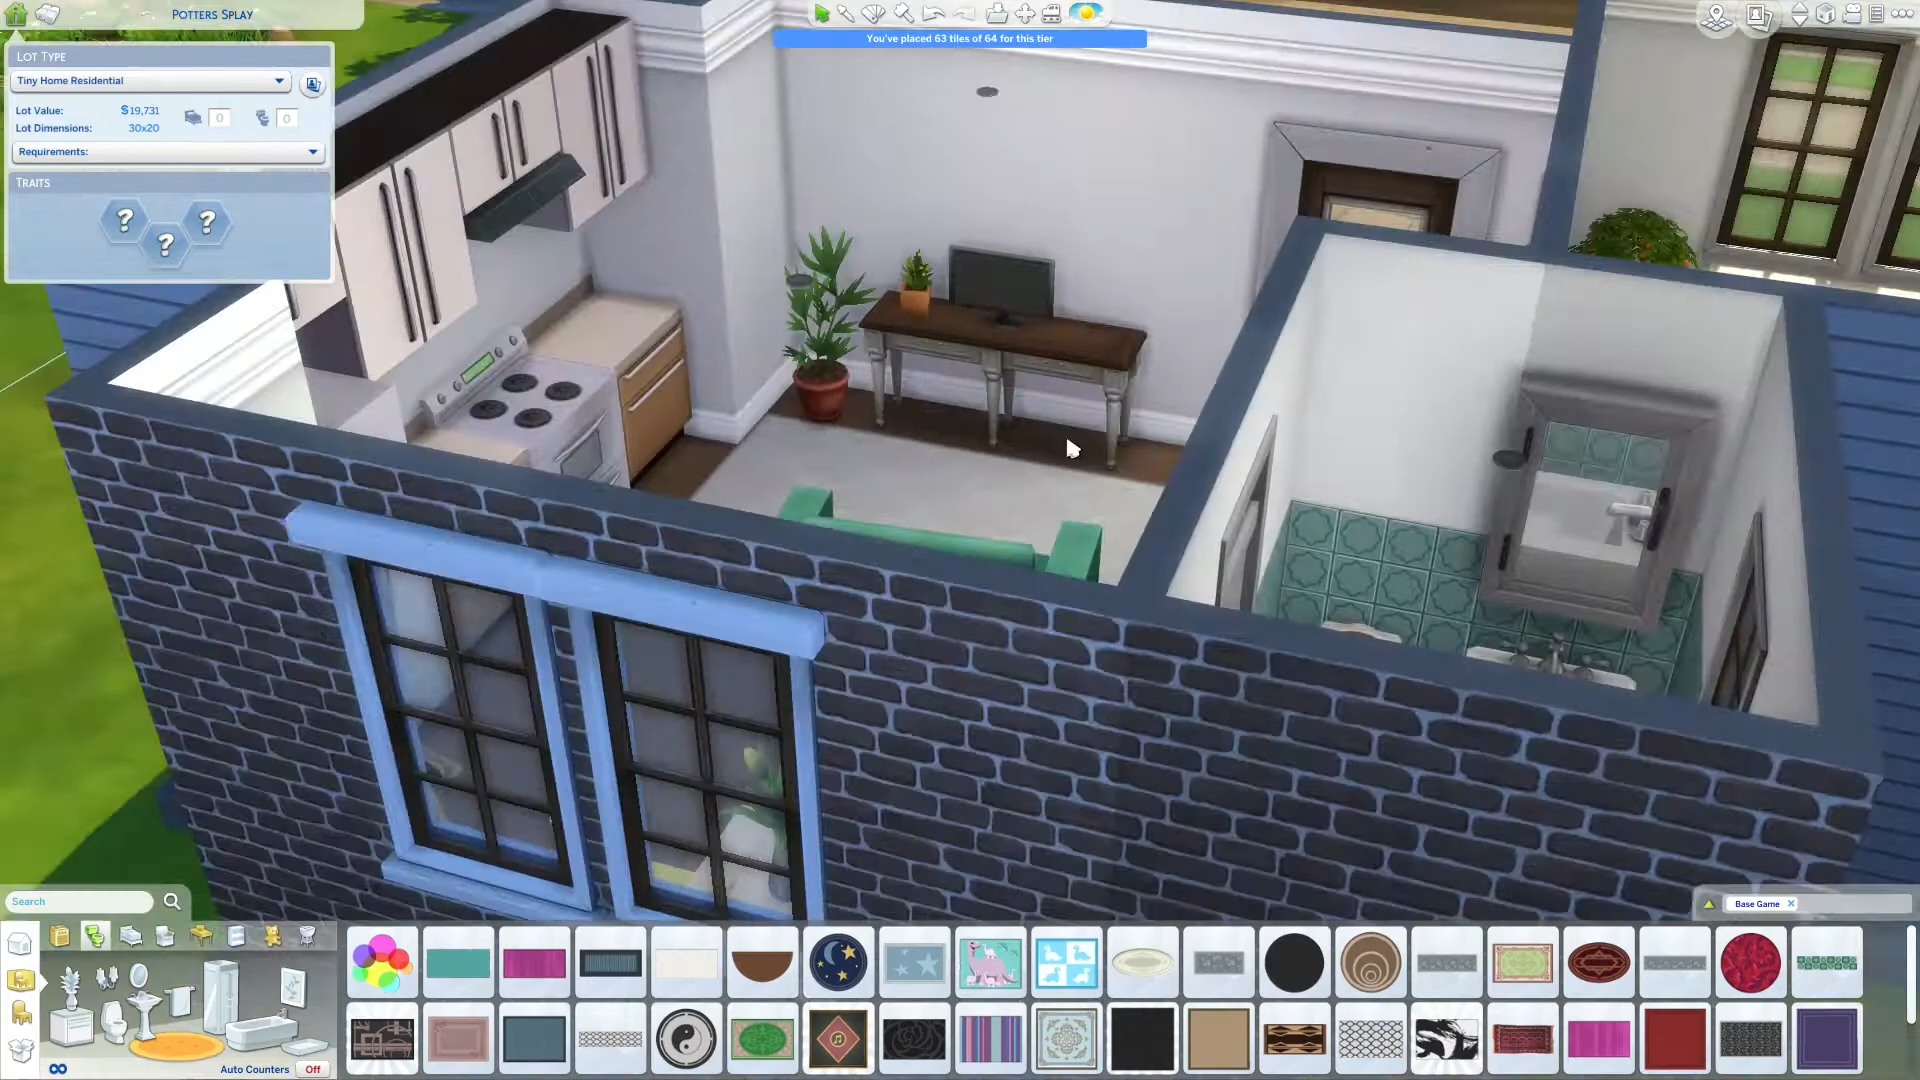 POTTERS SPLAY
You've placed 63 tiles of 64 for this tier
LOT TYPE
Tiny Home Residential
Lot Value: $19,731
0
0
Lot Dimensions: 30x20
Requirements:
TRAITS
? ? ?
Search
Base Game X
Auto Counters Off